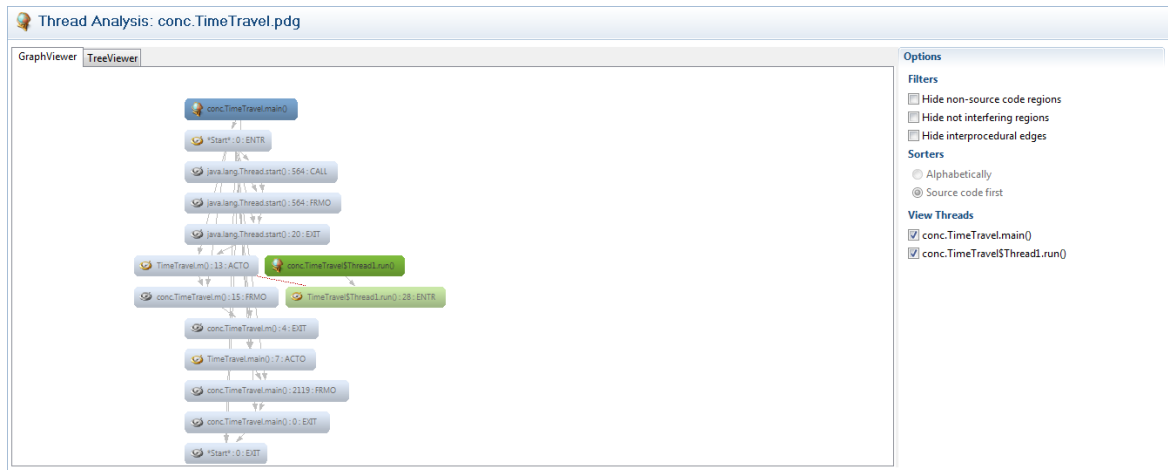 Thread Analysis: conc.TimeTravel.pdg
GraphViewer
TreeViewer
conc.TimeTravel.main()
*Start* : 0 : ENTR
java.lang.Thread.start() : 564 : CALL
java.lang.Thread.start() : 564 : FRMO
java.lang.Thread.start() : 20 : EXIT
TimeTravel.m() : 13 : ACTO
conc.TimeTravel$Thread1.run()
conc.TimeTravel.m() : 15 : FRMO
TimeTravel$Thread1.run() : 28 : ENTR
conc.TimeTravel.m() : 4 : EXIT
TimeTravel.main() : 7 : ACTO
conc.TimeTravel.main() : 2119 : FRMO
conc.TimeTravel.main() : 0 : EXIT
*Start* : 0 : EXIT
Options
Filters
Hide non-source code regions
Hide not interfering regions
Hide interprocedural edges
Sorters
Alphabetically
Source code first
View Threads
conc.TimeTravel.main()
conc.TimeTravel$Thread1.run()